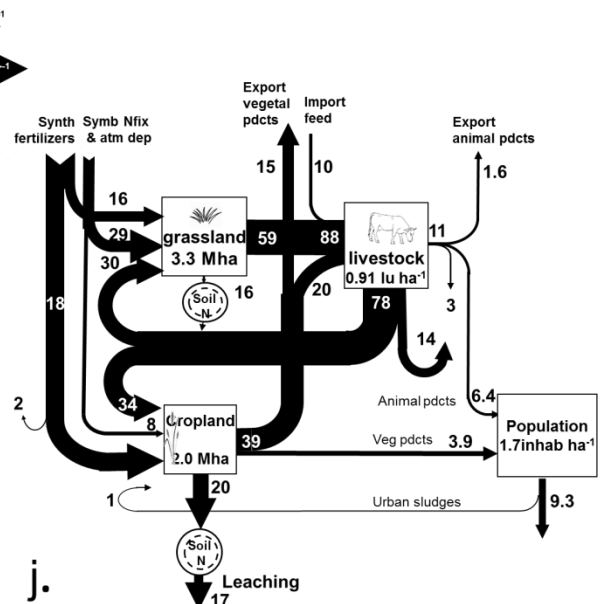 -1
-1
Export
vegetal
pdcts
Import
feed
Synth
fertilizers
Symb Nfix
& atm dep
Export
animal pdcts
15
10
1.6
16
29
30
grassland
3.3 Mha
59
88
livestock
0.91 lu ha-1
11
16
Soil
N
20
78
3
18
14
34
2
8
Cropland
2.0 Mha
39
Animal pdcts
6.4
Veg pdcts
3.9
Population
1.7inhab ha-1
1
20
Urban sludges
9.3
Soil
N
j.
Leaching
17